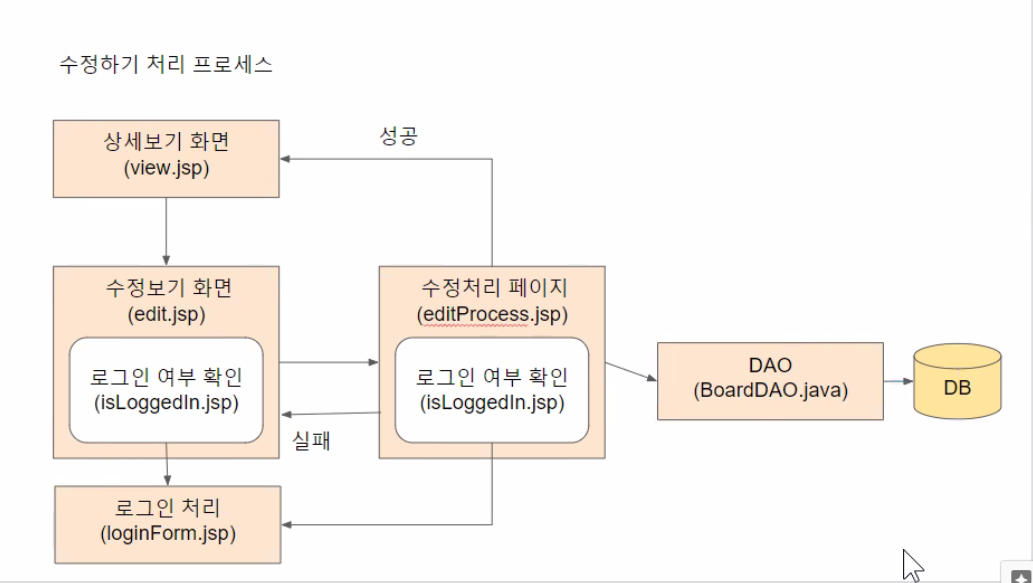 수정하기 처리 프로세스
성공
상세보기 화면
(view.jsp)
수정보기 화면
(edit.jsp)
로그인 여부 확인
(isLoggedIn.jsp)
수정처리 페이지
(editProcess.jsp)
로그인 여부 확인
(isLoggedIn.jsp)
DAO
(BoardDAO.java)
DB
실패
로그인 처리
(loginForm.jsp)